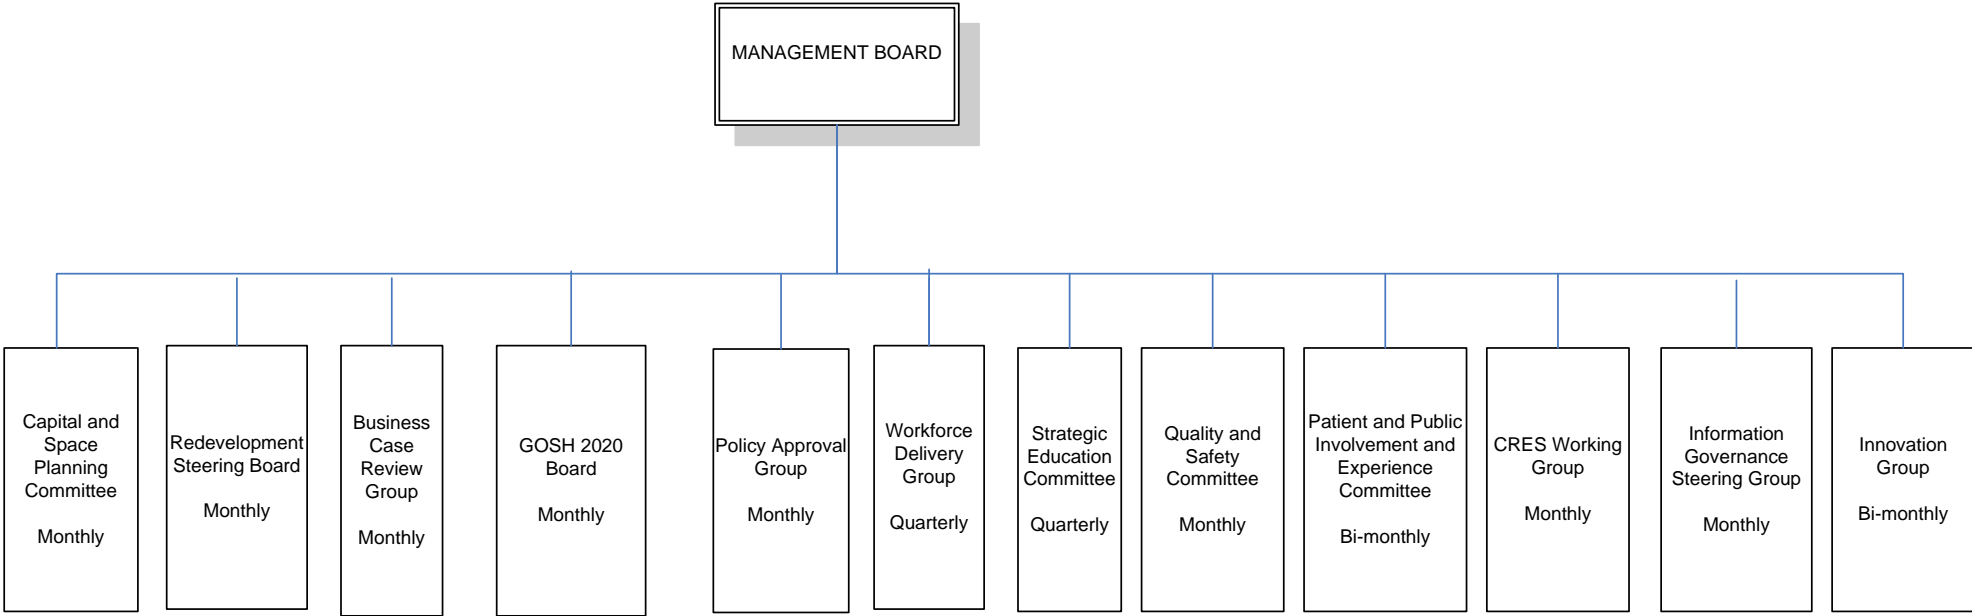 MANAGEMENT BOARD
Capital and
Space
Planning
Committee
Monthly
Redevelopment
Steering Board
Monthly
Business
Case
Review
Group
Monthly
GOSH 2020
Board
Monthly
Policy Approval
Group
Monthly
Workforce
Delivery
Group
Quarterly
Strategic
Education
Committee
Quarterly
Quality and
Safety
Committee
Monthly
Patient and Public
Involvement and
Experience
Committee
Bi-monthly
CRES Working
Group
Monthly
Information
Governance
Steering Group
Monthly
Innovation
Group
Bi-monthly